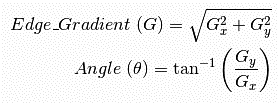 Edge_Gradient (G) = √(G_x^2 + G_y^2)
Angle (θ) = tan^-1 (G_y / G_x)